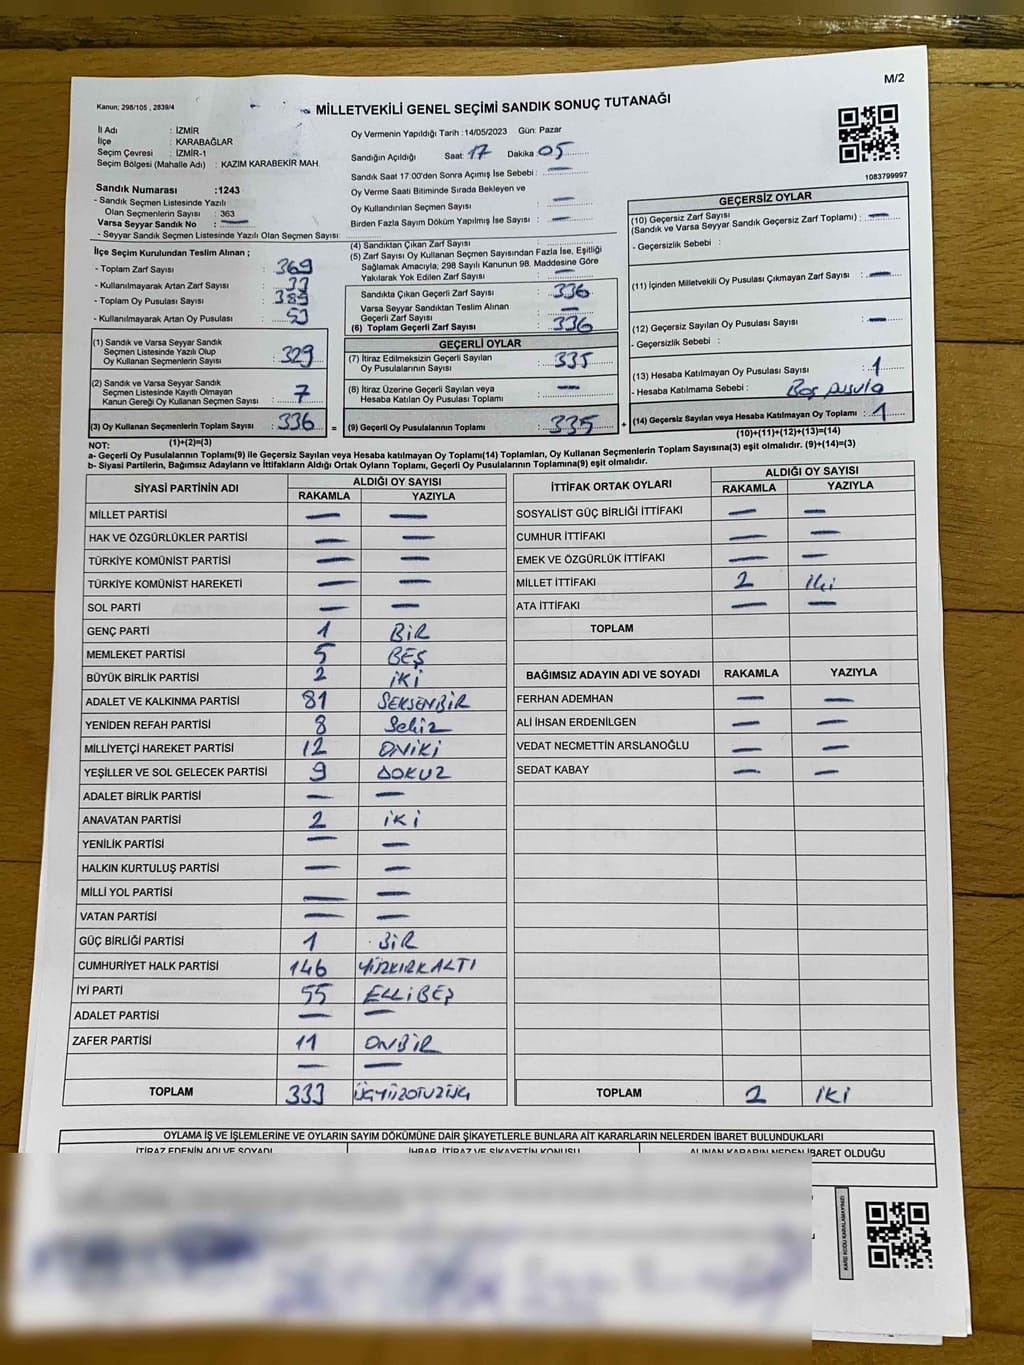 M/2
Kanun; 298/105 ; 2839/4
MİLLETVEKİLİ GENEL SEÇİMİ SANDIK SONUÇ TUTANAĞI
İl Adı : İZMİR
İlçe : KARABAĞLAR
Seçim Çevresi : İZMİR-1
Seçim Bölgesi (Mahalle Adı) : KAZIM KARABEKİR MAH.
Sandık Numarası :1243
- Sandık Seçmen Listesinde Yazılı
Olan Seçmenlerin Sayısı : 363
Varsa Seyyar Sandık No : —
- Seyyar Sandık Seçmen Listesinde Yazılı Olan Seçmen Sayısı:
Oy Vermenin Yapıldığı Tarih :14/05/2023 Gün: Pazar
Sandığın Açıldığı Saat: 17 Dakika 05
Sandık Saat 17:00'den Sonra Açımış İse Sebebi : —
Oy Verme Saati Bitiminde Sırada Bekleyen ve
Oy Kullandırılan Seçmen Sayısı : —
Birden Fazla Sayım Döküm Yapılmış İse Sayısı : —
1083799997
İlçe Seçim Kurulundan Teslim Alınan ;
- Toplam Zarf Sayısı : 369
- Kullanılmayarak Artan Zarf Sayısı : 33
- Toplam Oy Pusulası Sayısı : 389
- Kullanılmayarak Artan Oy Pusulası : 53
(1) Sandık ve Varsa Seyyar Sandık
Seçmen Listesinde Yazılı Olup
Oy Kullanan Seçmenlerin Sayısı : 329
(2) Sandık ve Varsa Seyyar Sandık
Seçmen Listesinde Kayıtlı Olmayan
Kanun Gereği Oy Kullanan Seçmen Sayısı : 7
(3) Oy Kullanan Seçmenlerin Toplam Sayısı : 336
(4) Sandıktan Çıkan Zarf Sayısı
(5) Zarf Sayısı Oy Kullanan Seçmen Sayısından Fazla İse, Eşitliği
Sağlamak Amacıyla; 298 Sayılı Kanunun 98. Maddesine Göre
Yakılarak Yok Edilen Zarf Sayısı : —
Sandıkta Çıkan Geçerli Zarf Sayısı : 336
Varsa Seyyar Sandıktan Teslim Alınan
Geçerli Zarf Sayısı : —
(6) Toplam Geçerli Zarf Sayısı : 336
GEÇERLİ OYLAR
(7) İtiraz Edilmeksizin Geçerli Sayılan
Oy Pusulalarının Sayısı : 335
(8) İtiraz Üzerine Geçerli Sayılan veya
Hesaba Katılan Oy Pusulası Toplamı : —
= (9) Geçerli Oy Pusulalarının Toplamı : 335
GEÇERSİZ OYLAR
(10) Geçersiz Zarf Sayısı
(Sandık ve Varsa Seyyar Sandık Geçersiz Zarf Toplamı) : —
- Geçersizlik Sebebi :
(11) İçinden Milletvekili Oy Pusulası Çıkmayan Zarf Sayısı : —
(12) Geçersiz Sayılan Oy Pusulası Sayısı : —
- Geçersizlik Sebebi :
(13) Hesaba Katılmayan Oy Pusulası Sayısı : 1
- Hesaba Katılmama Sebebi : Boş pusula
+ (14) Geçersiz Sayılan veya Hesaba Katılmayan Oy Toplamı : 1
NOT: (1)+(2)=(3)
(10)+(11)+(12)+(13)=(14)
a- Geçerli Oy Pusulalarının Toplamı(9) ile Geçersiz Sayılan veya Hesaba katılmayan Oy Toplamı(14) Toplamları, Oy Kullanan Seçmenlerin Toplam Sayısına(3) eşit olmalıdır. (9)+(14)=(3)
b- Siyasi Partilerin, Bağımsız Adayların ve İttifakların Aldığı Ortak Oyların Toplamı, Geçerli Oy Pusulalarının Toplamına(9) eşit olmalıdır.
SİYASİ PARTİNİN ADI ALDIĞI OY SAYISI
RAKAMLA YAZIYLA
MİLLET PARTİSİ — —
HAK VE ÖZGÜRLÜKLER PARTİSİ — —
TÜRKİYE KOMÜNİST PARTİSİ — —
TÜRKİYE KOMÜNİST HAREKETİ — —
SOL PARTİ — —
GENÇ PARTİ 1 BİR
MEMLEKET PARTİSİ 5 BEŞ
BÜYÜK BİRLİK PARTİSİ 2 İKİ
ADALET VE KALKINMA PARTİSİ 81 SEKSENBİR
YENİDEN REFAH PARTİSİ 8 Sekiz
MİLLİYETÇİ HAREKET PARTİSİ 12 ONİKİ
YEŞİLLER VE SOL GELECEK PARTİSİ 9 DOKUZ
ADALET BİRLİK PARTİSİ — —
ANAVATAN PARTİSİ 2 İKİ
YENİLİK PARTİSİ — —
HALKIN KURTULUŞ PARTİSİ — —
MİLLİ YOL PARTİSİ — —
VATAN PARTİSİ — —
GÜÇ BİRLİĞİ PARTİSİ 1 BİR
CUMHURİYET HALK PARTİSİ 146 YÜZKIRKALTI
İYİ PARTİ 55 ELLİBEŞ
ADALET PARTİSİ — —
ZAFER PARTİSİ 11 ONBİR
— —
TOPLAM 333 ÜÇYÜZOTUZÜÇ
İTTİFAK ORTAK OYLARI ALDIĞI OY SAYISI
RAKAMLA YAZIYLA
SOSYALİST GÜÇ BİRLİĞİ İTTİFAKI — —
CUMHUR İTTİFAKI — —
EMEK VE ÖZGÜRLÜK İTTİFAKI — —
MİLLET İTTİFAKI 2 İki
ATA İTTİFAKI — —
TOPLAM
BAĞIMSIZ ADAYIN ADI VE SOYADI RAKAMLA YAZIYLA
FERHAN ADEMHAN — —
ALİ İHSAN ERDENİLGEN — —
VEDAT NECMETTİN ARSLANOĞLU — —
SEDAT KABAY — —
TOPLAM 2 İKİ
OYLAMA İŞ VE İŞLEMLERİNE VE OYLARIN SAYIM DÖKÜMÜNE DAİR ŞİKAYETLERLE BUNLARA AİT KARARLARIN NELERDEN İBARET BULUNDUKLARI
İTİRAZ EDENİN ADI VE SOYADI İHBAR, İTİRAZ VE ŞİKAYETİN KONUSU ALINAN KARARIN NEDEN İBARET OLDUĞU
KARE KODU KARALAMAYINIZ!